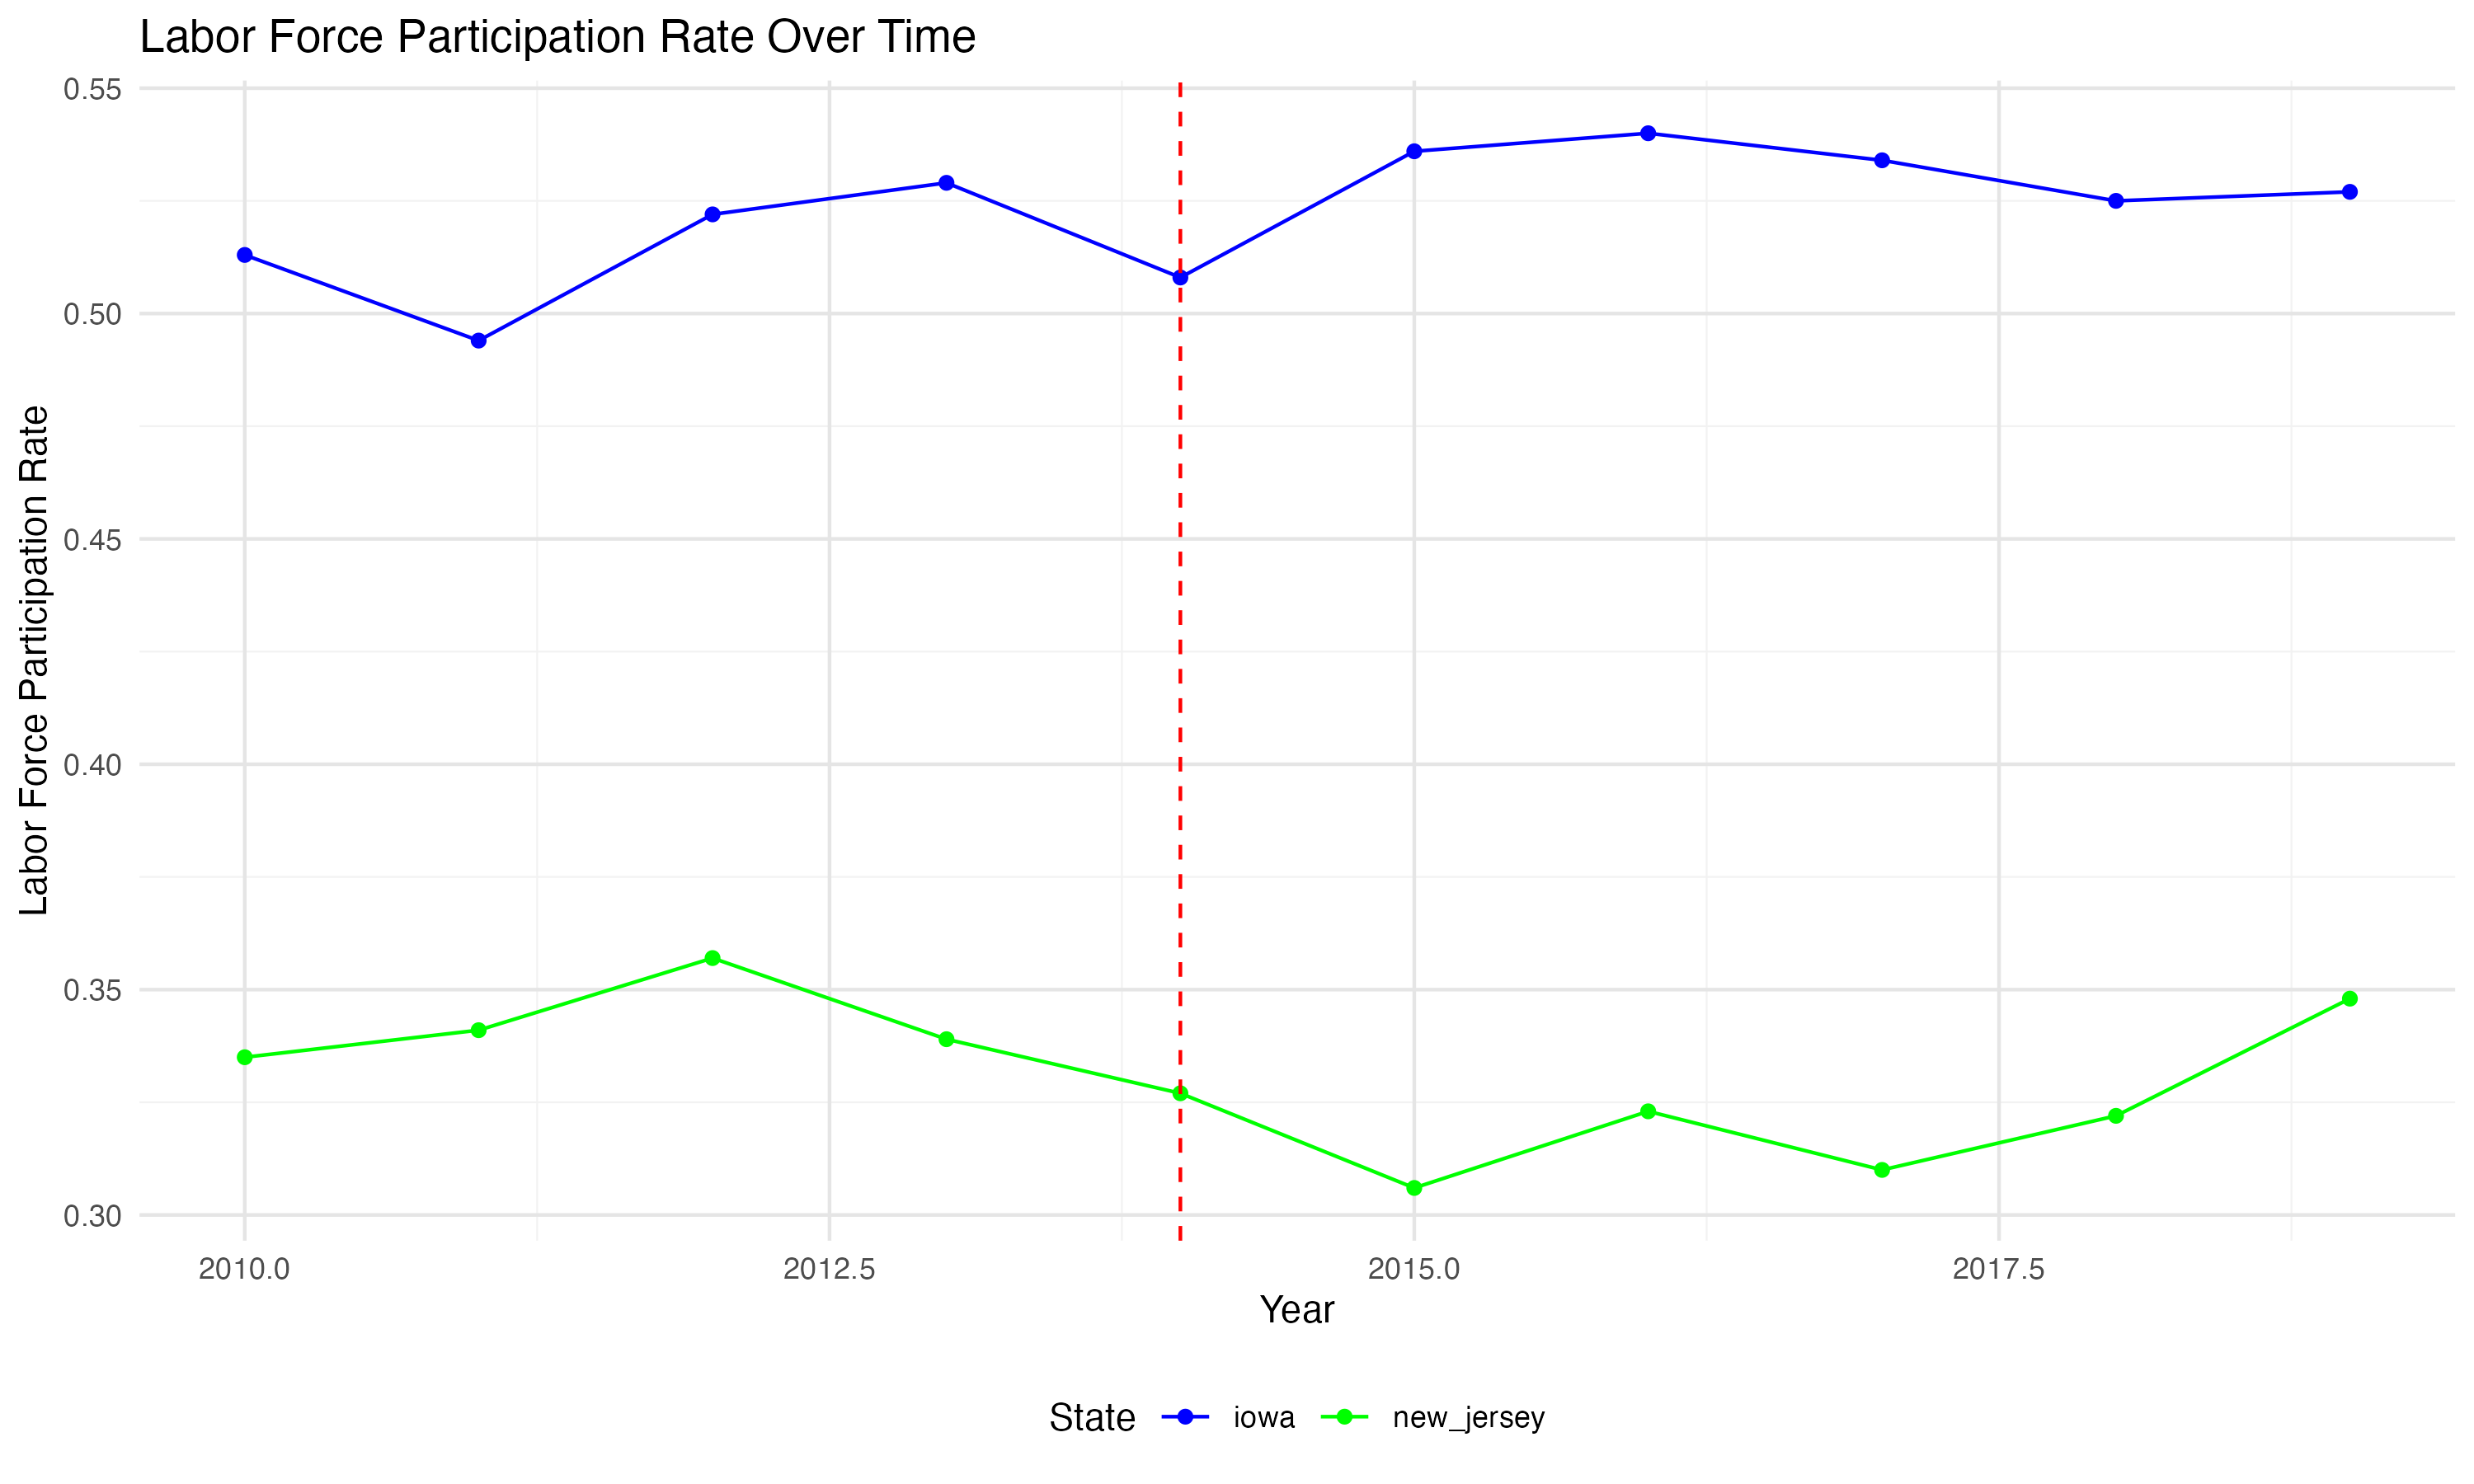 Labor Force Participation Rate Over Time
Labor Force Participation Rate
0.55
0.50
0.45
0.40
0.35
0.30
2010.0 2012.5 2015.0 2017.5
Year
State iowa new_jersey